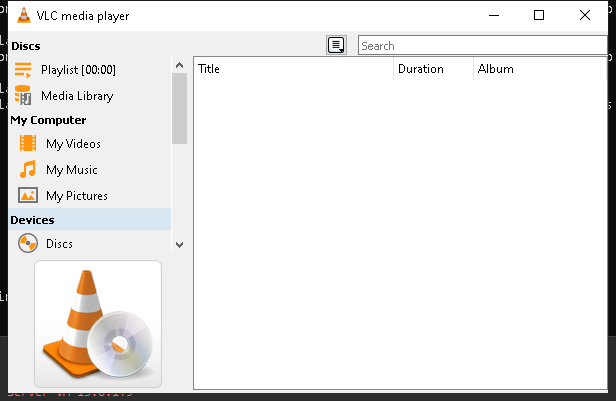 VLC media player
Discs
Search
Playlist [00:00]
Media Library
My Computer
My Videos
My Music
My Pictures
Devices
Discs
Title Duration Album